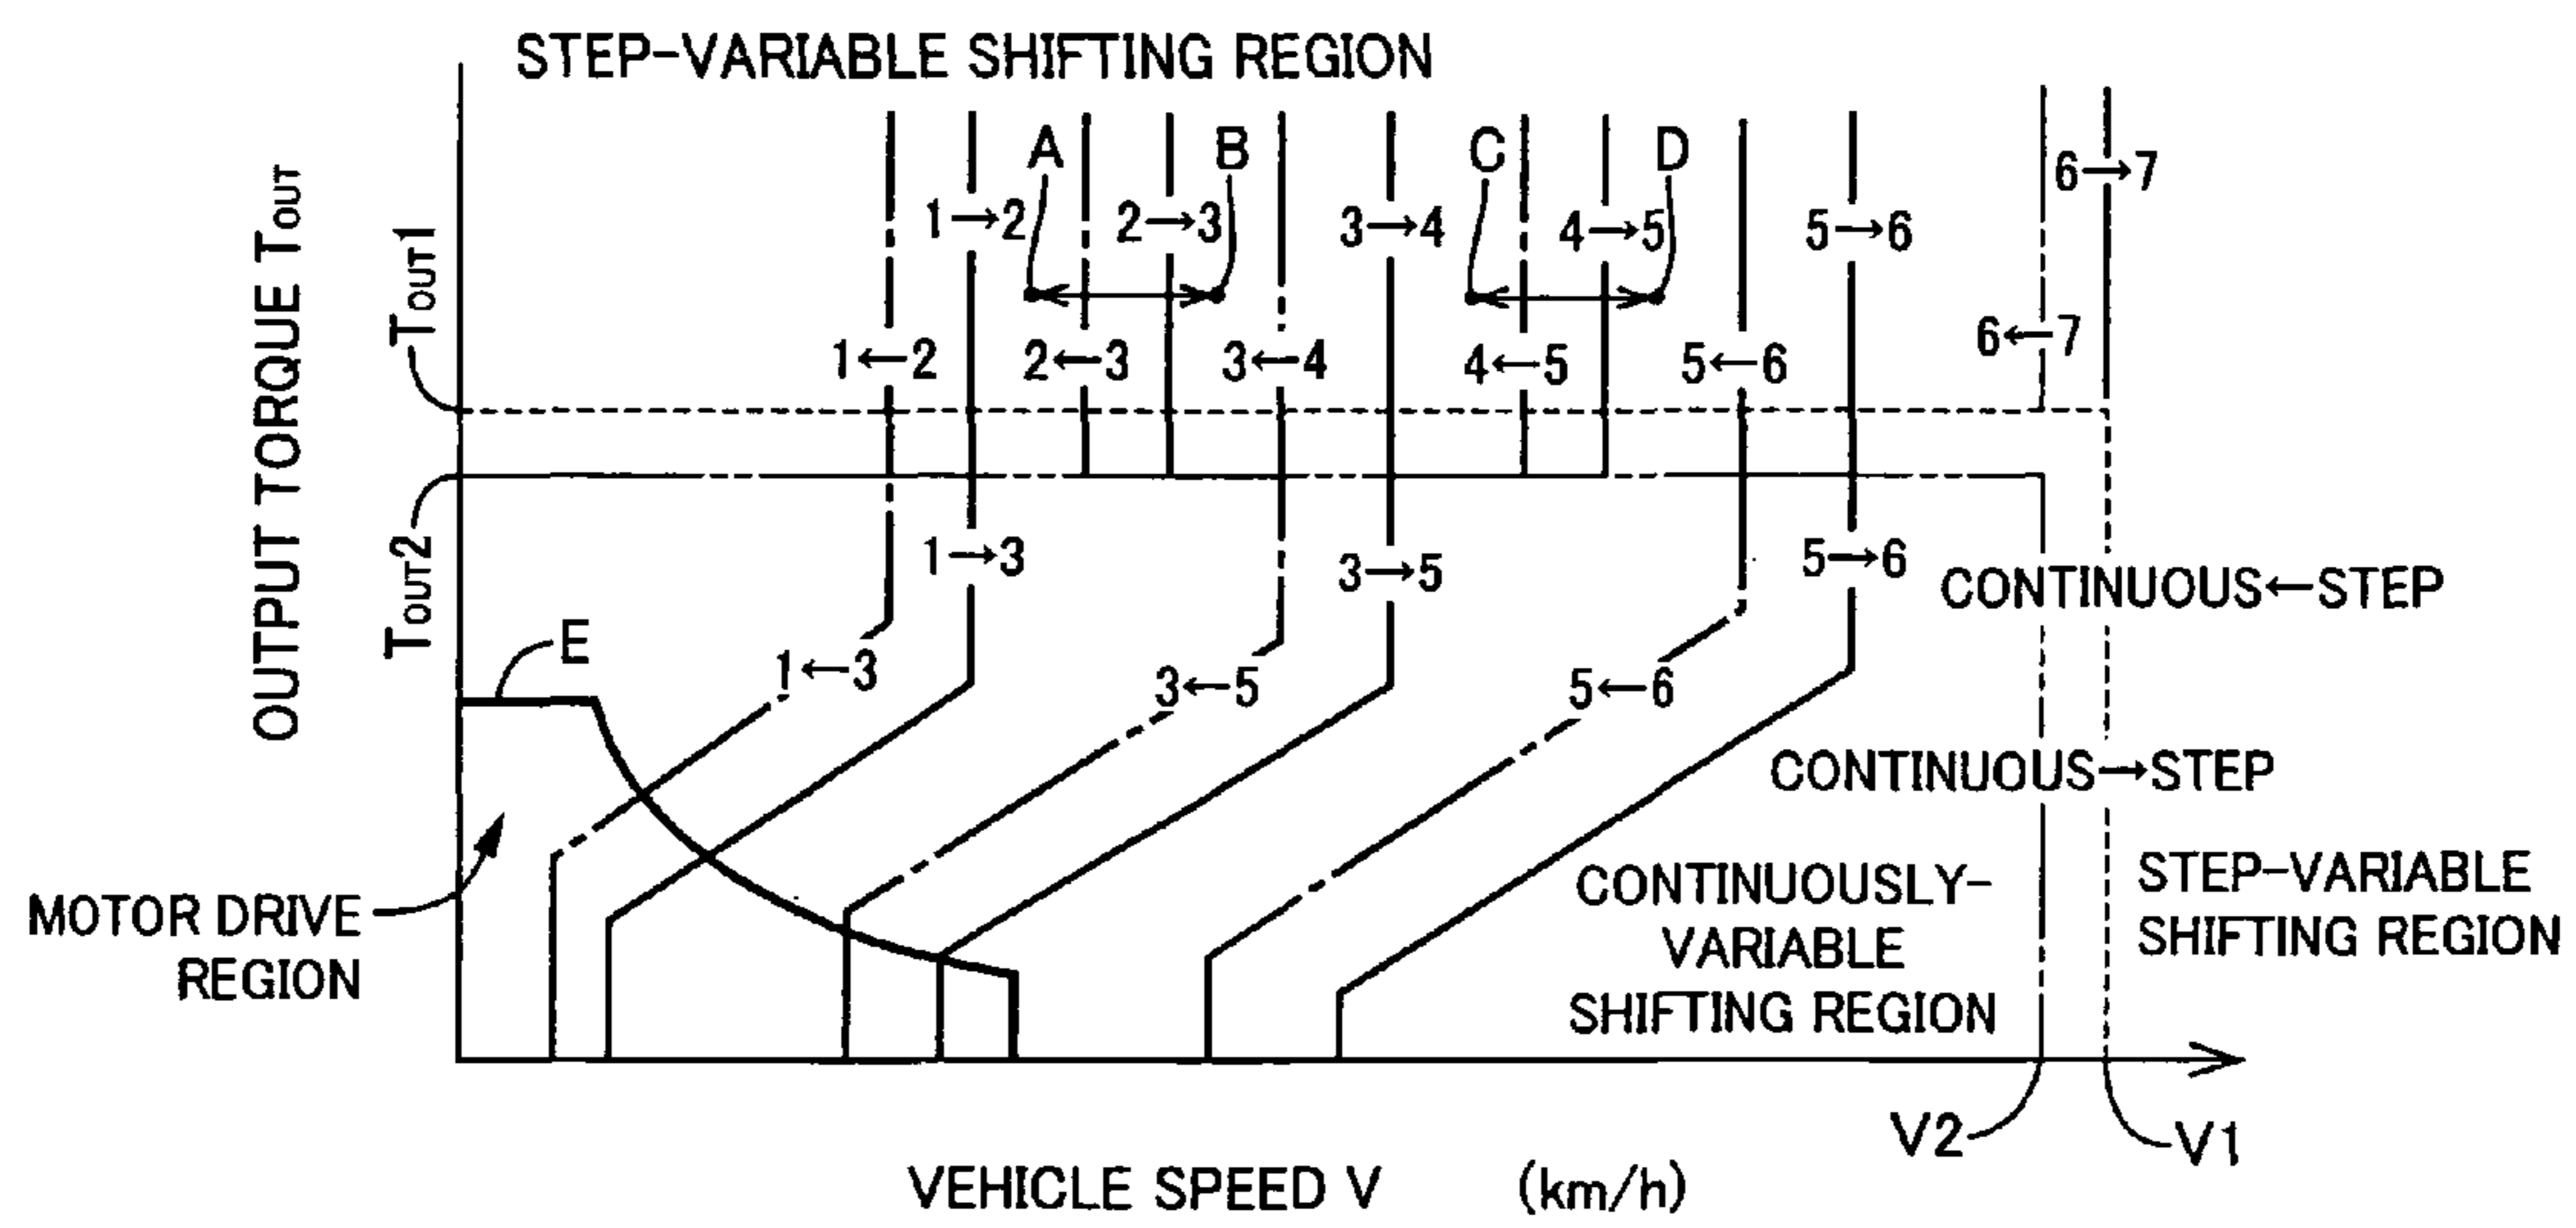 STEP-VARIABLE SHIFTING REGION
OUTPUT TORQUE TOUT
TOUT1
TOUT2
A
B
C
D
1→2
2→3
3→4
4→5
5→6
6→7
1←2
2←3
3←4
4←5
5←6
6←7
1→3
3→5
5→6
CONTINUOUS←STEP
E
1←3
3←5
5←6
CONTINUOUS→STEP
MOTOR DRIVE
REGION
CONTINUOUSLY-
VARIABLE
SHIFTING REGION
STEP-VARIABLE
SHIFTING REGION
V2
V1
VEHICLE SPEED V (km/h)